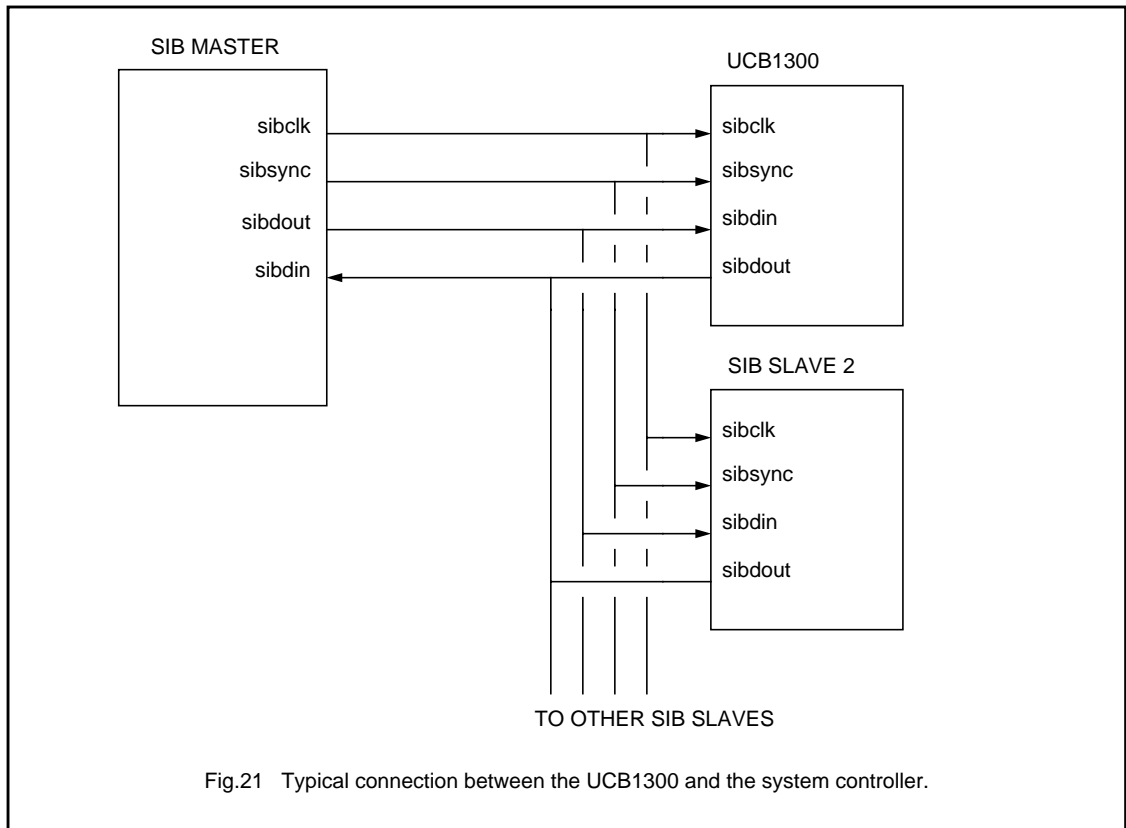 SIB MASTER
sibclk
sibsync
sibdout
sibdin
UCB1300
sibclk
sibsync
sibdin
sibdout
SIB SLAVE 2
sibclk
sibsync
sibdin
sibdout
TO OTHER SIB SLAVES
Fig.21 Typical connection between the UCB1300 and the system controller.